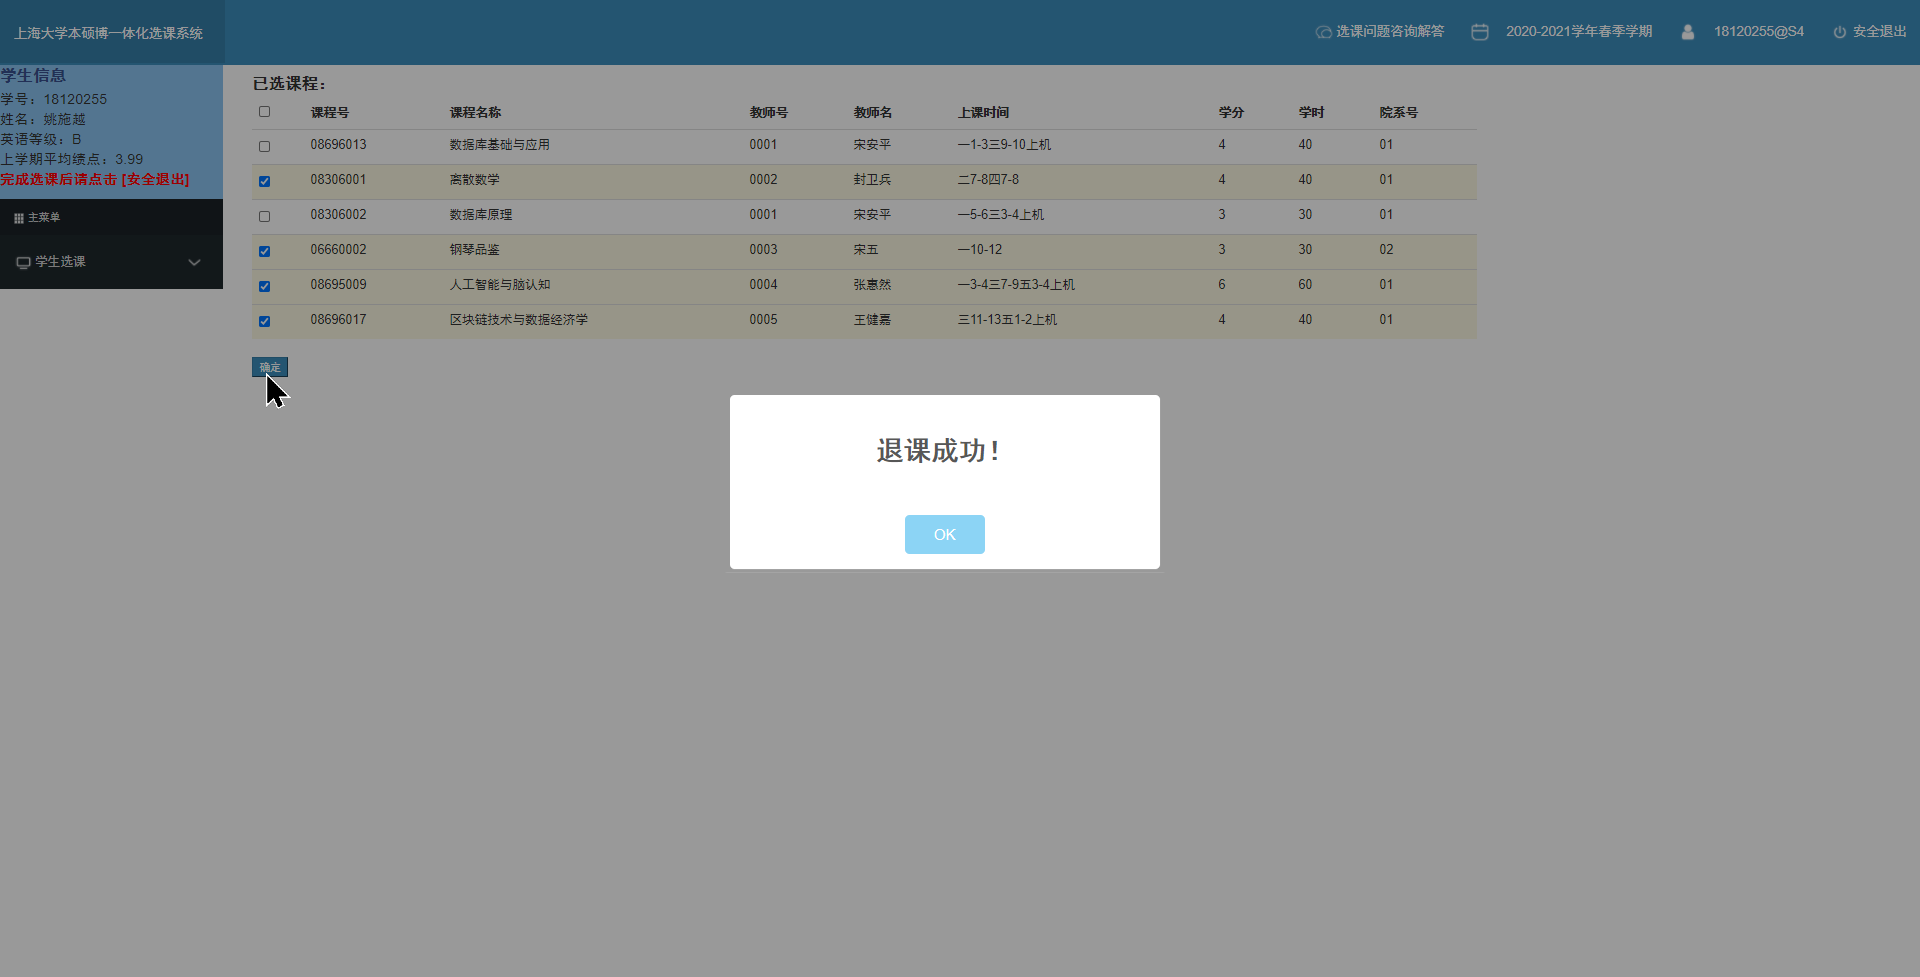 上海大学本硕博一体化选课系统
选课问题咨询解答 2020-2021学年春季学期 18120255@S4 安全退出
学生信息
学号：18120255
姓名：姚施越
英语等级：B
上学期平均绩点：3.99
完成选课后请点击 [安全退出]
主菜单
学生选课
已选课程：
课程号 课程名称 教师号 教师名 上课时间 学分 学时 院系号
08696013 数据库基础与应用 0001 宋安平 一1-3三9-10上机 4 40 01
08306001 离散数学 0002 封卫兵 二7-8四7-8 4 40 01
08306002 数据库原理 0001 宋安平 一5-6三3-4上机 3 30 01
06660002 钢琴品鉴 0003 宋五 一10-12 3 30 02
08695009 人工智能与脑认知 0004 张惠然 一3-4三7-9五3-4上机 6 60 01
08696017 区块链技术与数据经济学 0005 王健嘉 三11-13五1-2上机 4 40 01
确定
退课成功！
OK